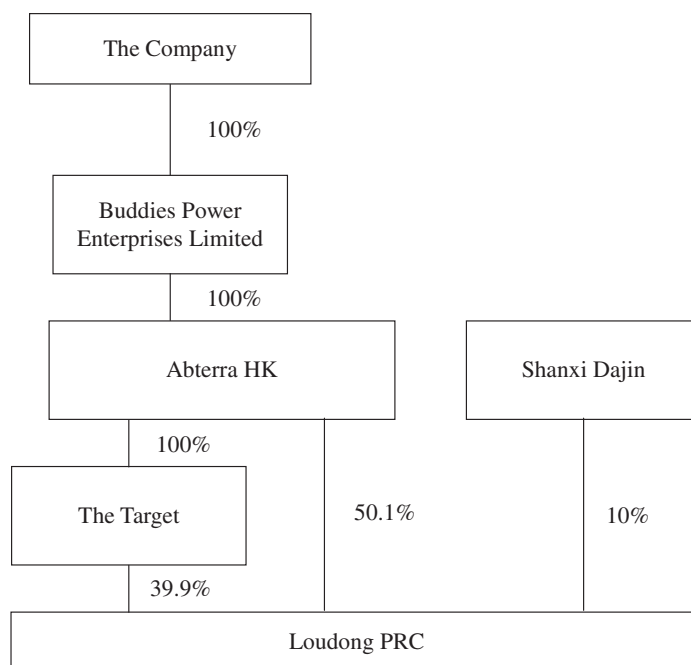 The Company
100%
Buddies Power
Enterprises Limited
100%
Abterra HK
Shanxi Dajin
100%
The Target
50.1%
10%
39.9%
Loudong PRC